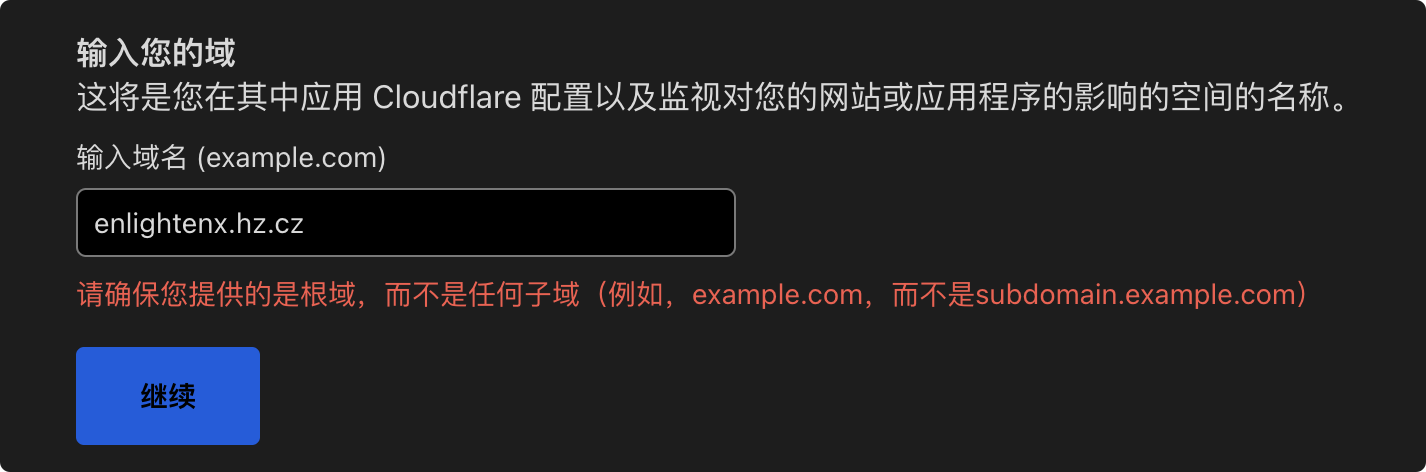 输入您的域
这将是您在其中应用 Cloudflare 配置以及监视对您的网站或应用程序的影响的空间的名称。
输入域名 (example.com)
enlightenx.hz.cz
请确保您提供的是根域，而不是任何子域（例如，example.com，而不是subdomain.example.com）
继续